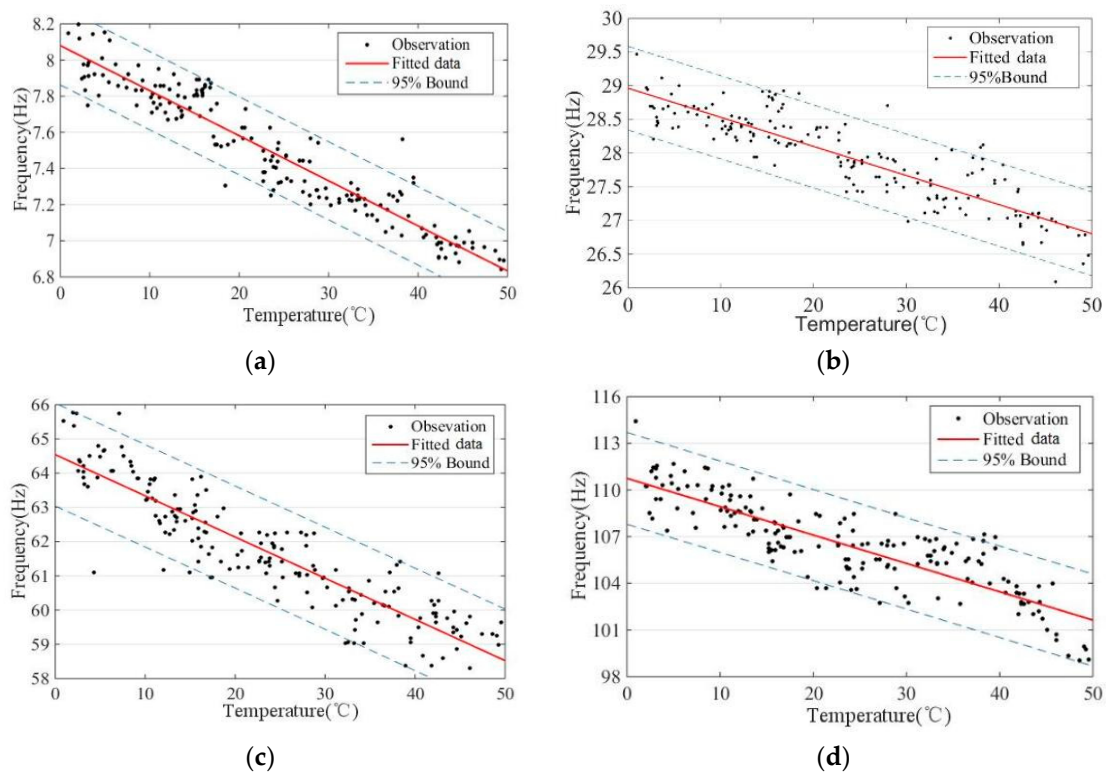 8.2
8
7.8
7.6
7.4
7.2
7
6.8
Frequency(Hz)
Observation
Fitted data
95% Bound
0 10 20 30 40 50
Temperature(℃)
(a)
30
29.5
29
28.5
28
27.5
27
26.5
26
Frequency(Hz)
Observation
Fitted data
95%Bound
0 10 20 30 40 50
Temperature(℃)
(b)
66
65
64
63
62
61
60
59
58
Frequency(Hz)
Observation
Fitted data
95% Bound
0 10 20 30 40 50
Temperature(℃)
(c)
116
113
110
107
104
101
98
Frequency(Hz)
Observation
Fitted data
95% Bound
0 10 20 30 40 50
Temperature(℃)
(d)